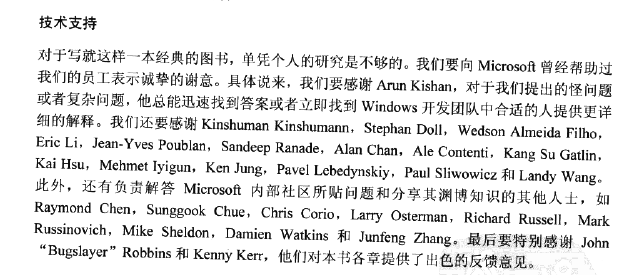 技术支持
对于写就这样一本经典的图书，单凭个人的研究是不够的。我们要向 Microsoft 曾经帮助过
我们的员工表示诚挚的谢意。具体说来，我们要感谢 Arun Kishan，对于我们提出的怪问题
或者复杂问题，他总能迅速找到答案或者立即找到 Windows 开发团队中合适的人提供更详
细的解释。我们还要感谢 Kinshuman Kinshumann，Stephan Doll，Wedson Almeida Filho，
Eric Li，Jean-Yves Poublan，Sandeep Ranade，Alan Chan，Ale Contenti，Kang Su Gatlin，
Kai Hsu，Mehmet Iyigun，Ken Jung，Pavel Lebedynskiy，Paul Sliwowicz 和 Landy Wang。
此外，还有负责解答 Microsoft 内部社区所贴问题和分享其渊博知识的其他人士，如
Raymond Chen，Sunggook Chue，Chris Corio，Larry Osterman，Richard Russell，Mark
Russinovich，Mike Sheldon，Damien Watkins 和 Junfeng Zhang。最后要特别感谢 John
“Bugslayer” Robbins 和 Kenny Kerr，他们对本书各章提供了出色的反馈意见。